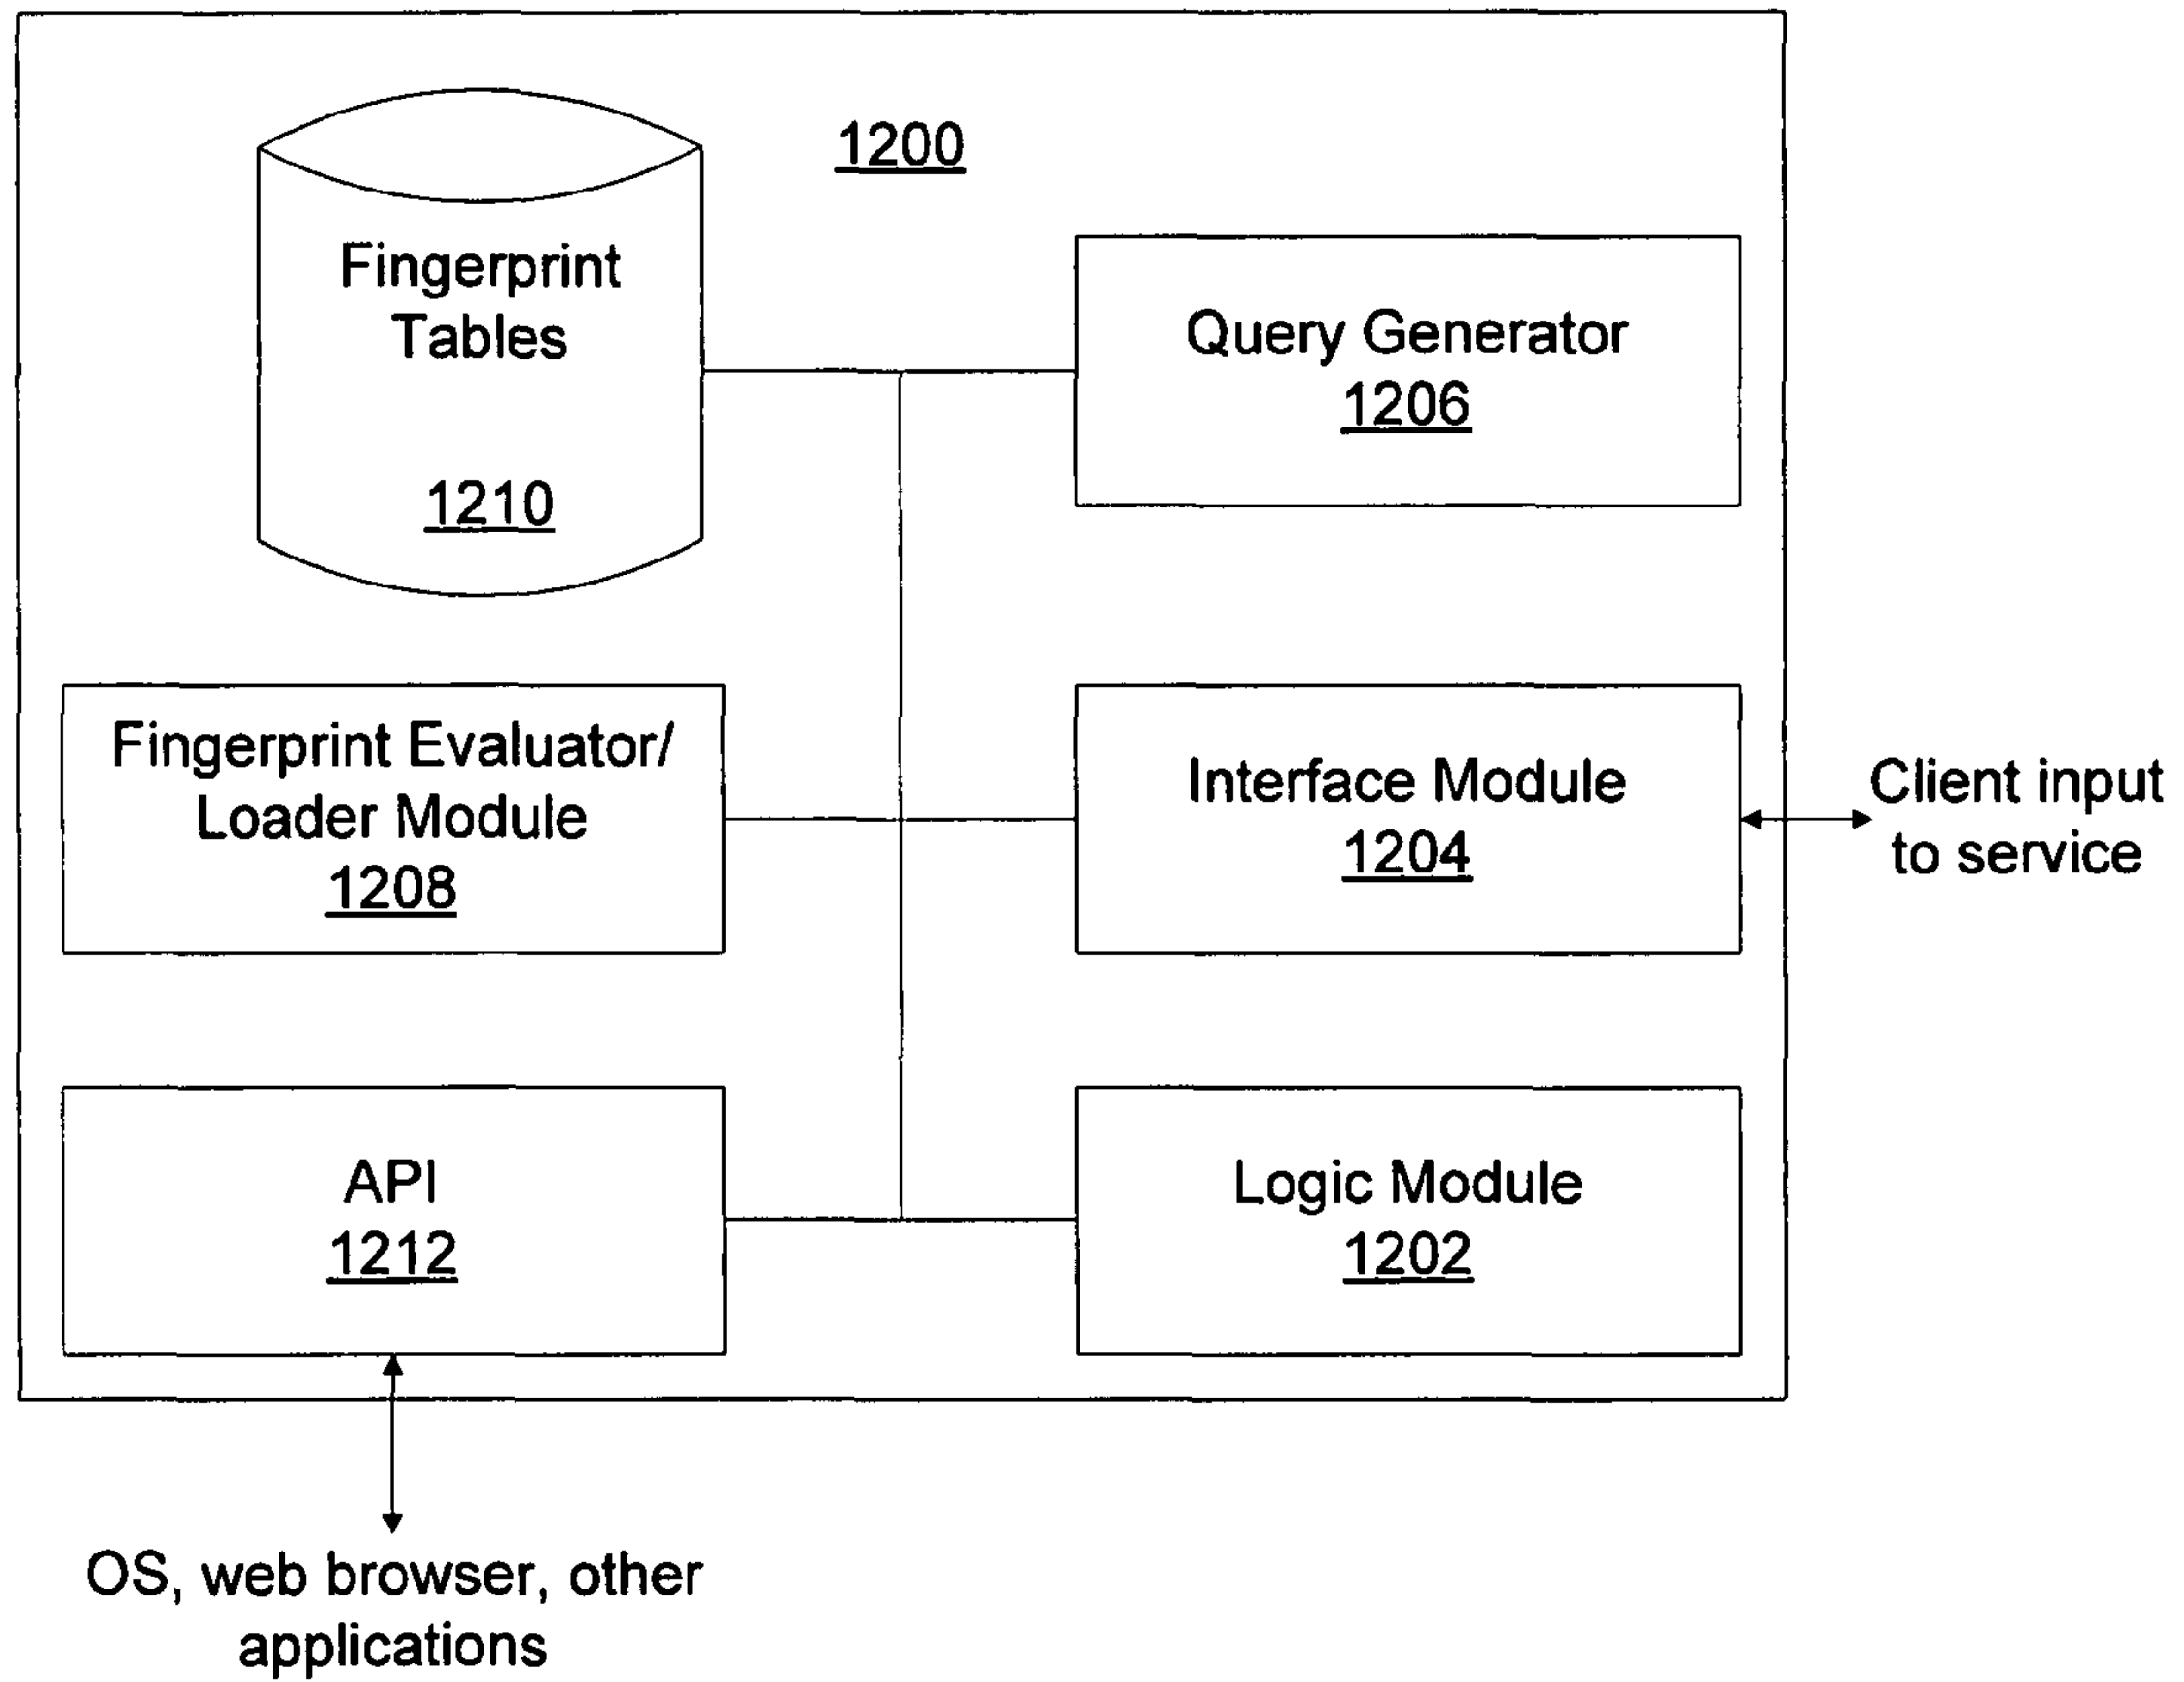 1200
Fingerprint
Tables
1210
Query Generator
1206
Fingerprint Evaluator/
Loader Module
1208
Interface Module
1204
Client input
to service
API
1212
Logic Module
1202
OS, web browser, other
applications